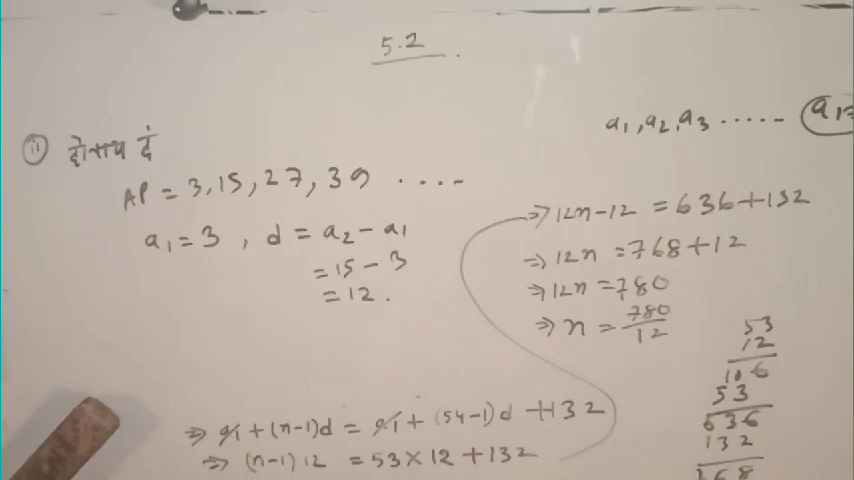 5.2
a₁, a₂, a₃ ......
AP = 3, 15, 27, 39 ....
a₁ = 3 , d = a₂ - a₁
= 15 - 3
= 12 .
⇒ a₁ + (n-1)d = a₁ + (54-1)d + 132
⇒ (n-1) 12 = 53 × 12 + 132
⇒ 12n - 12 = 636 + 132
⇒ 12n = 768 + 12
⇒ 12n = 780
⇒ n = 780/12
53
12
106
53
636
132
768